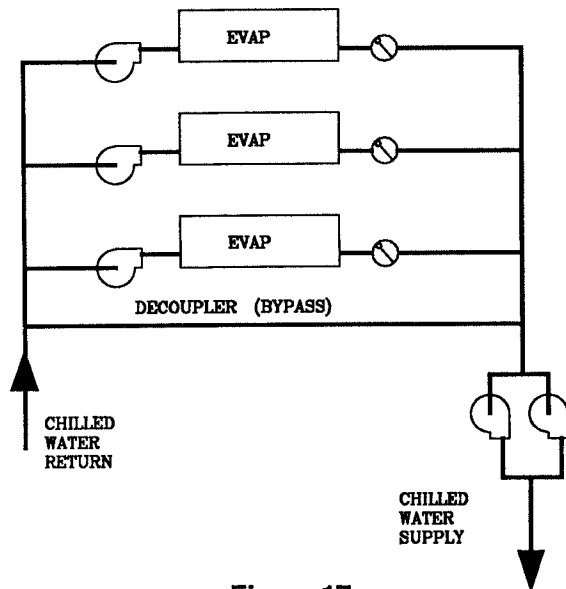 EVAP
EVAP
EVAP
DECOUPLER (BYPASS)
CHILLED
WATER
RETURN
CHILLED
WATER
SUPPLY